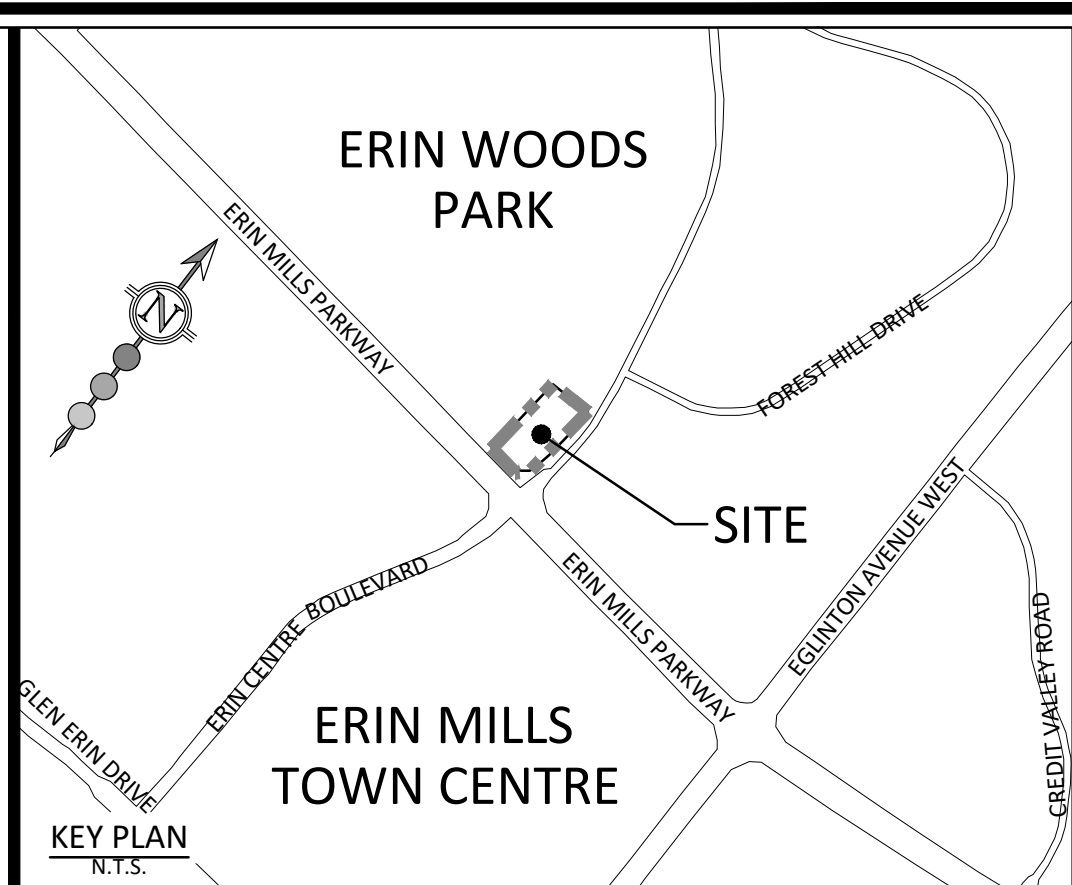 ERIN WOODS
PARK
ERIN MILLS PARKWAY
N
FOREST HILL DRIVE
SITE
EGLINTON AVENUE WEST
ERIN CENTRE BOULEVARD
ERIN MILLS PARKWAY
CREDIT VALLEY ROAD
GLEN ERIN DRIVE
ERIN MILLS
TOWN CENTRE
KEY PLAN
N.T.S.